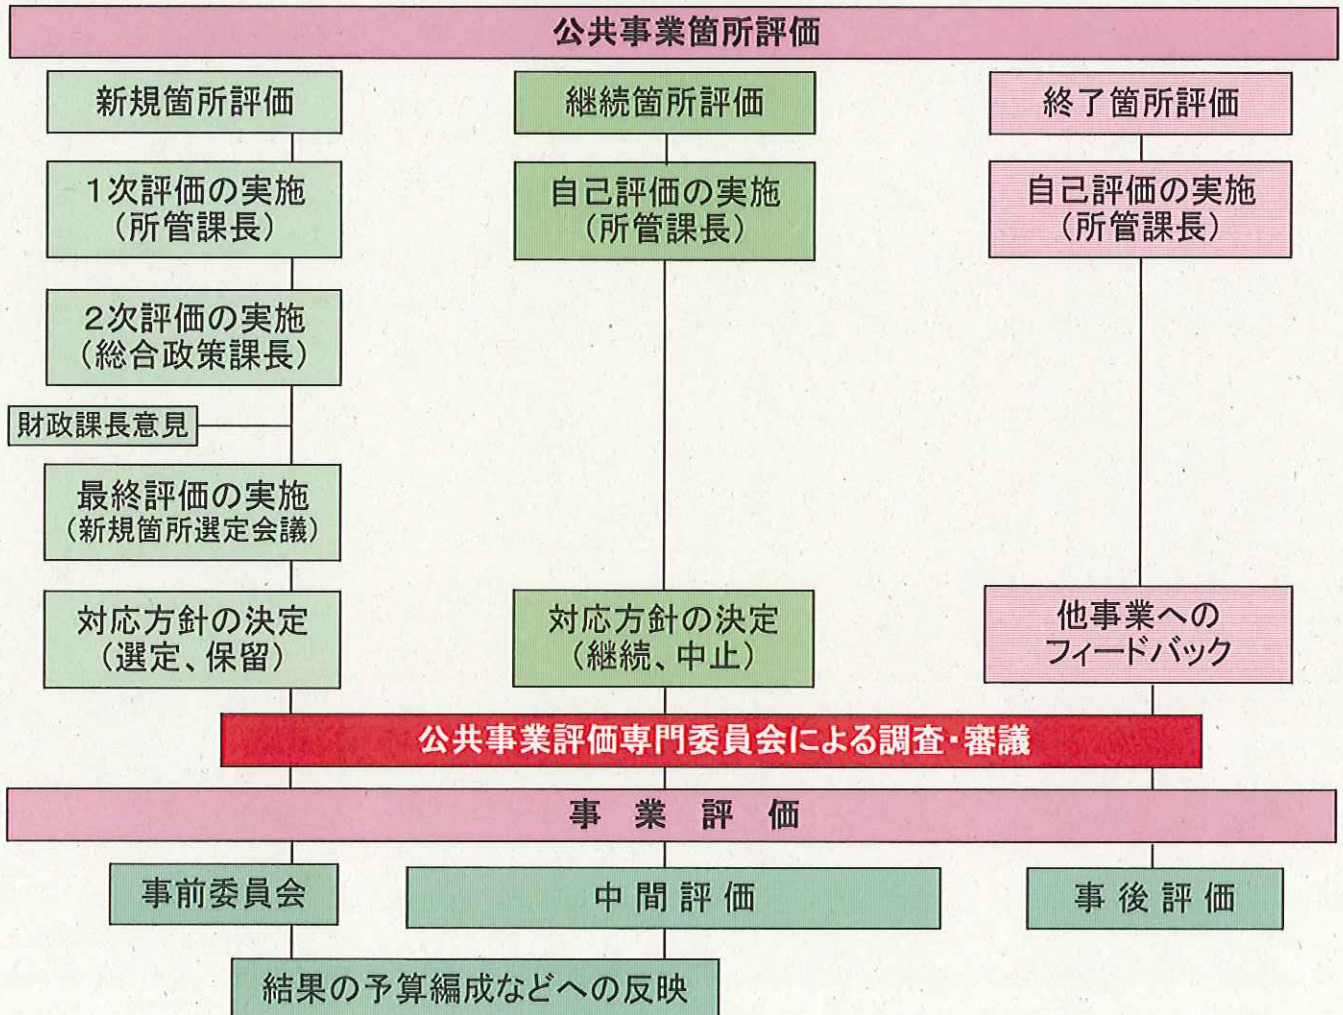 公共事業箇所評価
新規箇所評価
継続箇所評価
終了箇所評価
1次評価の実施
(所管課長)
自己評価の実施
(所管課長)
自己評価の実施
(所管課長)
2次評価の実施
(総合政策課長)
財政課長意見
最終評価の実施
(新規箇所選定会議)
対応方針の決定
(選定、保留)
対応方針の決定
(継続、中止)
他事業への
フィードバック
公共事業評価専門委員会による調査・審議
事業評価
事前委員会
中間評価
事後評価
結果の予算編成などへの反映